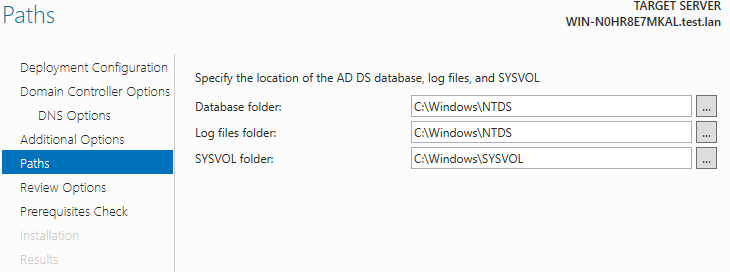 Paths
TARGET SERVER
WIN-N0HR8E7MKAL.test.lan
Deployment Configuration
Domain Controller Options
DNS Options
Additional Options
Paths
Review Options
Prerequisites Check
Installation
Results
Specify the location of the AD DS database, log files, and SYSVOL
Database folder: C:\Windows\NTDS ...
Log files folder: C:\Windows\NTDS ...
SYSVOL folder: C:\Windows\SYSVOL ...